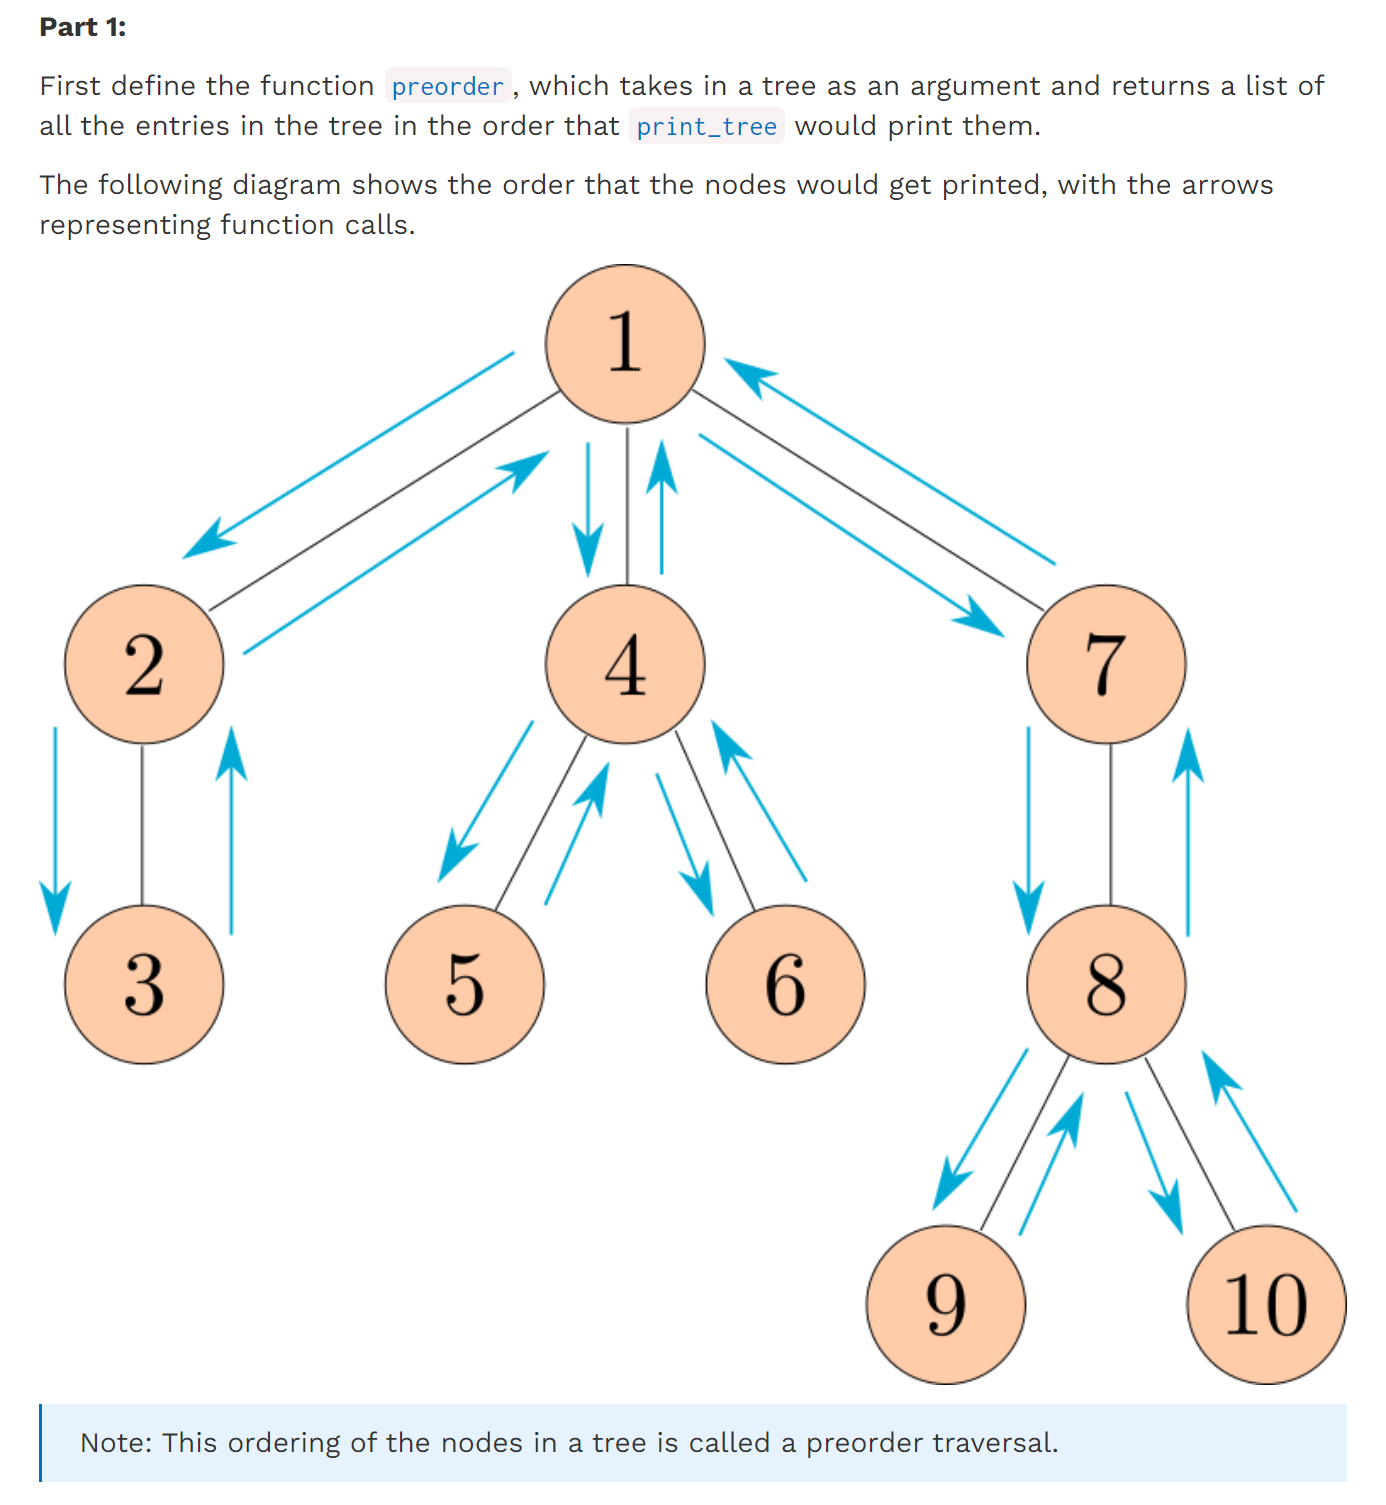 Part 1:
First define the function preorder, which takes in a tree as an argument and returns a list of
all the entries in the tree in the order that print_tree would print them.
The following diagram shows the order that the nodes would get printed, with the arrows
representing function calls.
1
2
4
7
3
5
6
8
9
10
Note: This ordering of the nodes in a tree is called a preorder traversal.